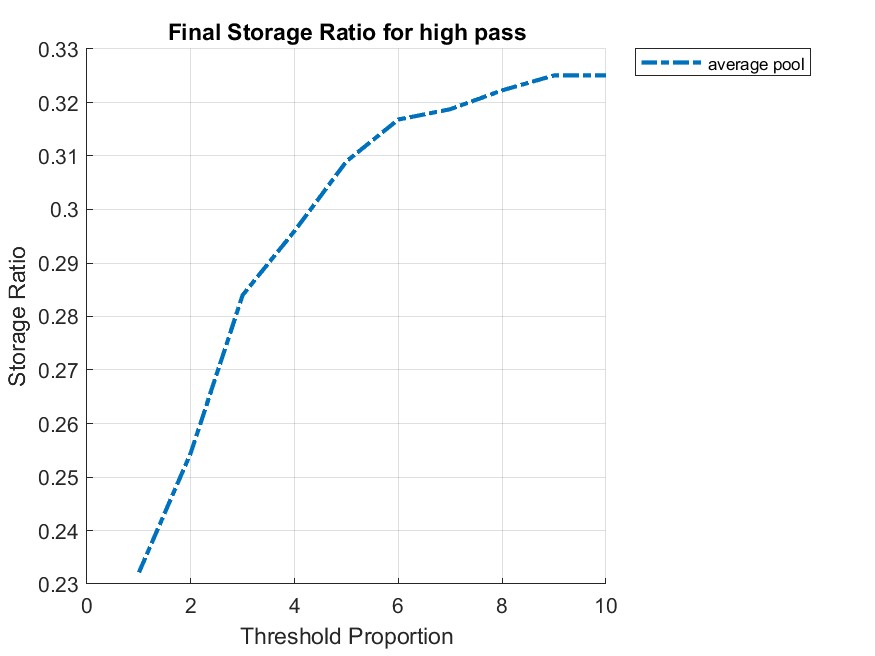 Final Storage Ratio for high pass
average pool
0.33
0.32
0.31
0.3
0.29
0.28
0.27
0.26
0.25
0.24
0.23
Storage Ratio
0 2 4 6 8 10
Threshold Proportion